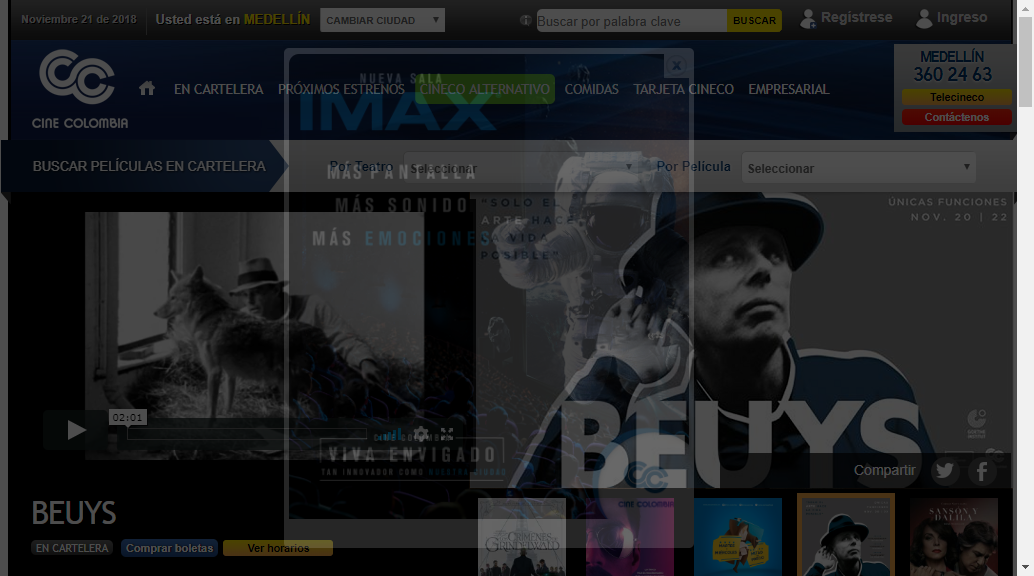 Noviembre 21 de 2018
Usted está en MEDELLÍN
CAMBIAR CIUDAD
Buscar por palabra clave
BUSCAR
Regístrese
Ingreso
CINE COLOMBIA
EN CARTELERA
PRÓXIMOS ESTRENOS
CINECO ALTERNATIVO
COMIDAS
TARJETA CINECO
EMPRESARIAL
MEDELLÍN
360 24 63
Telecineco
Contáctenos
NUEVA SALA
IMAX
MÁS PANTALLA
MÁS SONIDO
MÁS EMOCIONES
BUSCAR PELÍCULAS EN CARTELERA
Por Teatro
Seleccionar
Por Película
Seleccionar
"SOLO EL
ARTE HACE
LA VIDA
POSIBLE"
ÚNICAS FUNCIONES
NOV. 20 | 22
02:01
CINE COLOMBIA
VIVA ENVIGADO
TAN INNOVADOR COMO
BEUYS
Compartir
BEUYS
EN CARTELERA
Comprar boletas
Ver horarios
CRÍMENES
GRINDELWALD
CINE COLOMBIA
SANSÓN Y
DALILA